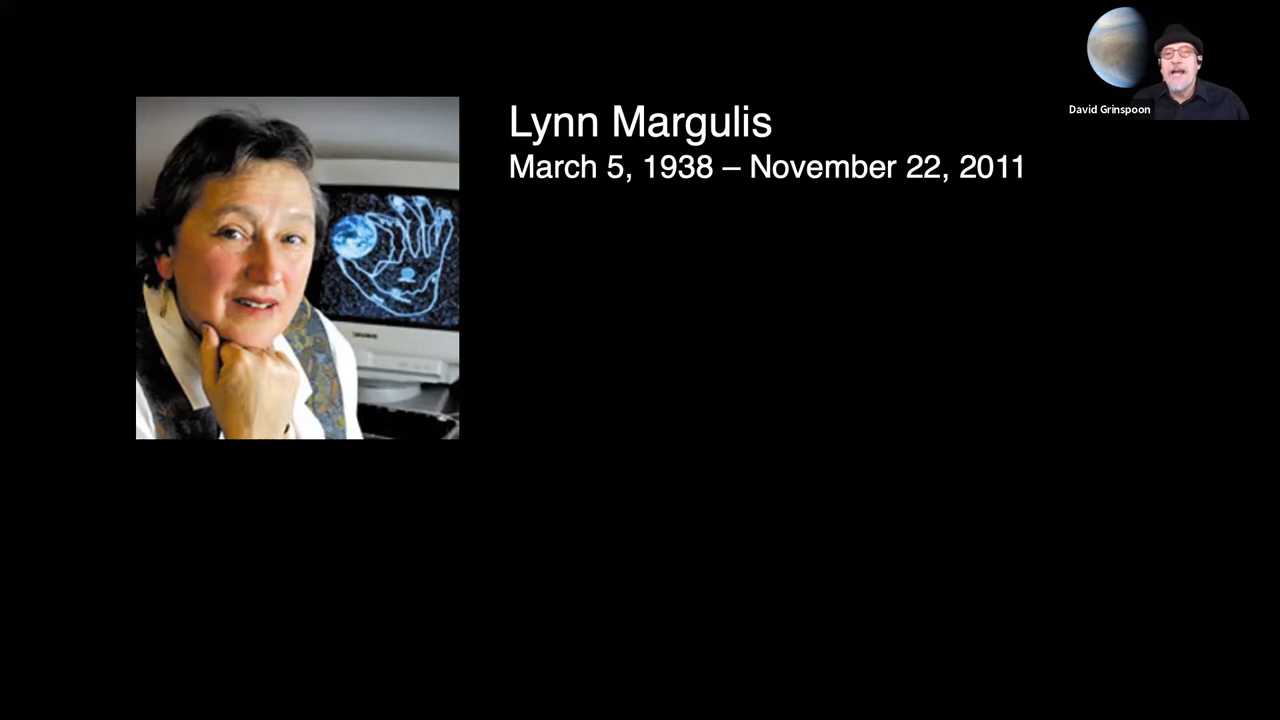 Lynn Margulis
March 5, 1938 – November 22, 2011
David Grinspoon